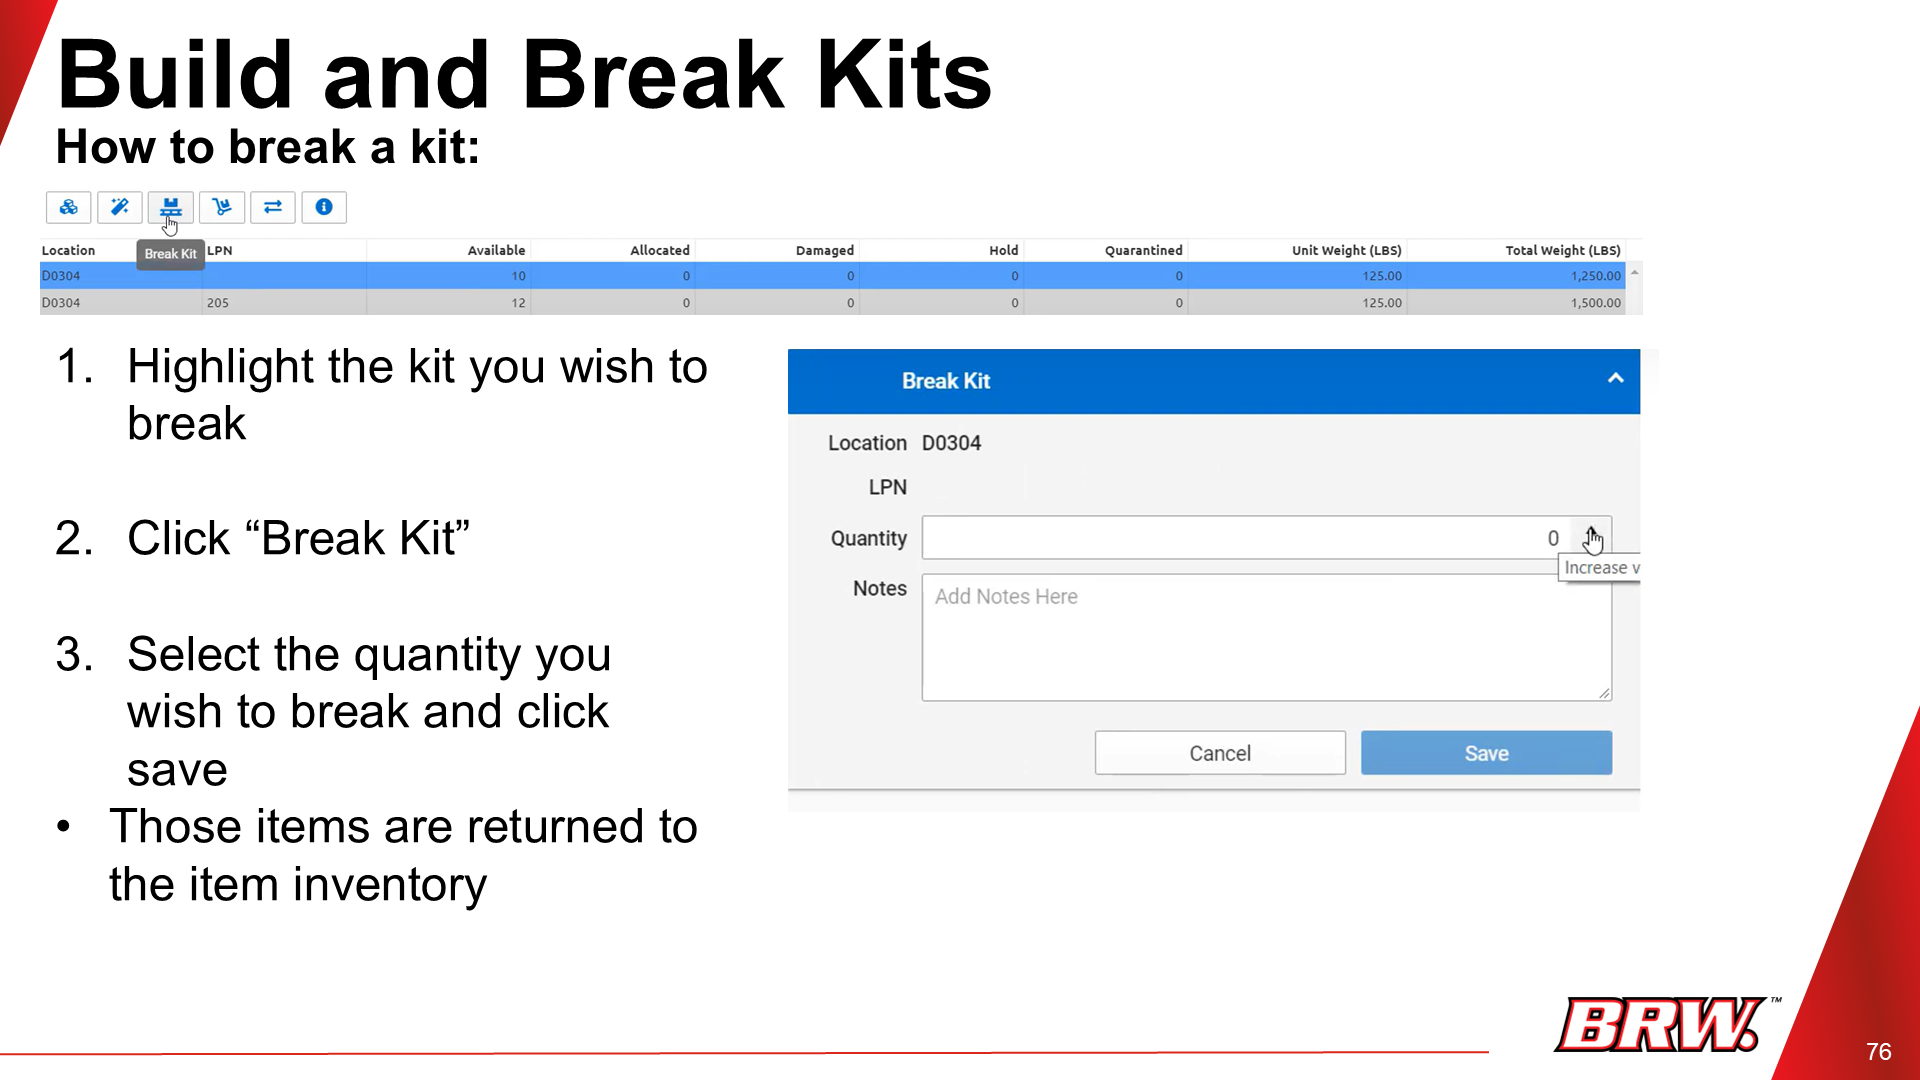 Build and Break Kits
How to break a kit:
Break Kit
Location LPN Available Allocated Damaged Hold Quarantined Unit Weight (LBS) Total Weight (LBS)
D0304 10 0 0 0 0 125.00 1,250.00
D0304 205 12 0 0 0 0 125.00 1,500.00
1. Highlight the kit you wish to
break
2. Click “Break Kit”
3. Select the quantity you
wish to break and click
save
• Those items are returned to
the item inventory
Break Kit
Location D0304
LPN
Quantity 0
Increase v
Notes Add Notes Here
Cancel Save
BRW.™
76